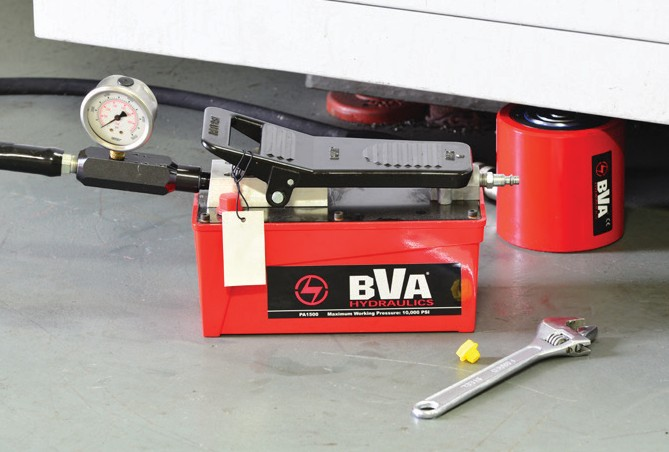 BVA
BVA
HYDRAULICS
PA1500 Maximum Working Pressure: 10,000 PSI